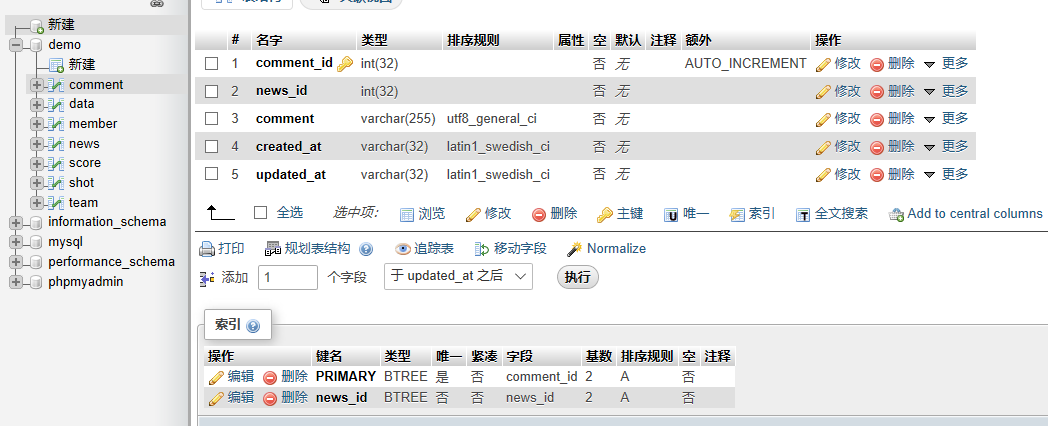 新建
demo
新建
comment
data
member
news
score
shot
team
information_schema
mysql
performance_schema
phpmyadmin
# 名字 类型 排序规则 属性 空 默认 注释 额外 操作
1 comment_id int(32) 否 无 AUTO_INCREMENT 修改 删除 更多
2 news_id int(32) 否 无 修改 删除 更多
3 comment varchar(255) utf8_general_ci 否 无 修改 删除 更多
4 created_at varchar(32) latin1_swedish_ci 否 无 修改 删除 更多
5 updated_at varchar(32) latin1_swedish_ci 否 无 修改 删除 更多
全选 选中项: 浏览 修改 删除 主键 唯一 索引 全文搜索 Add to central columns
打印 规划表结构 追踪表 移动字段 Normalize
添加 1 个字段 于 updated_at 之后 执行
索引
操作 键名 类型 唯一 紧凑 字段 基数 排序规则 空 注释
编辑 删除 PRIMARY BTREE 是 否 comment_id 2 A 否
编辑 删除 news_id BTREE 否 否 news_id 2 A 否